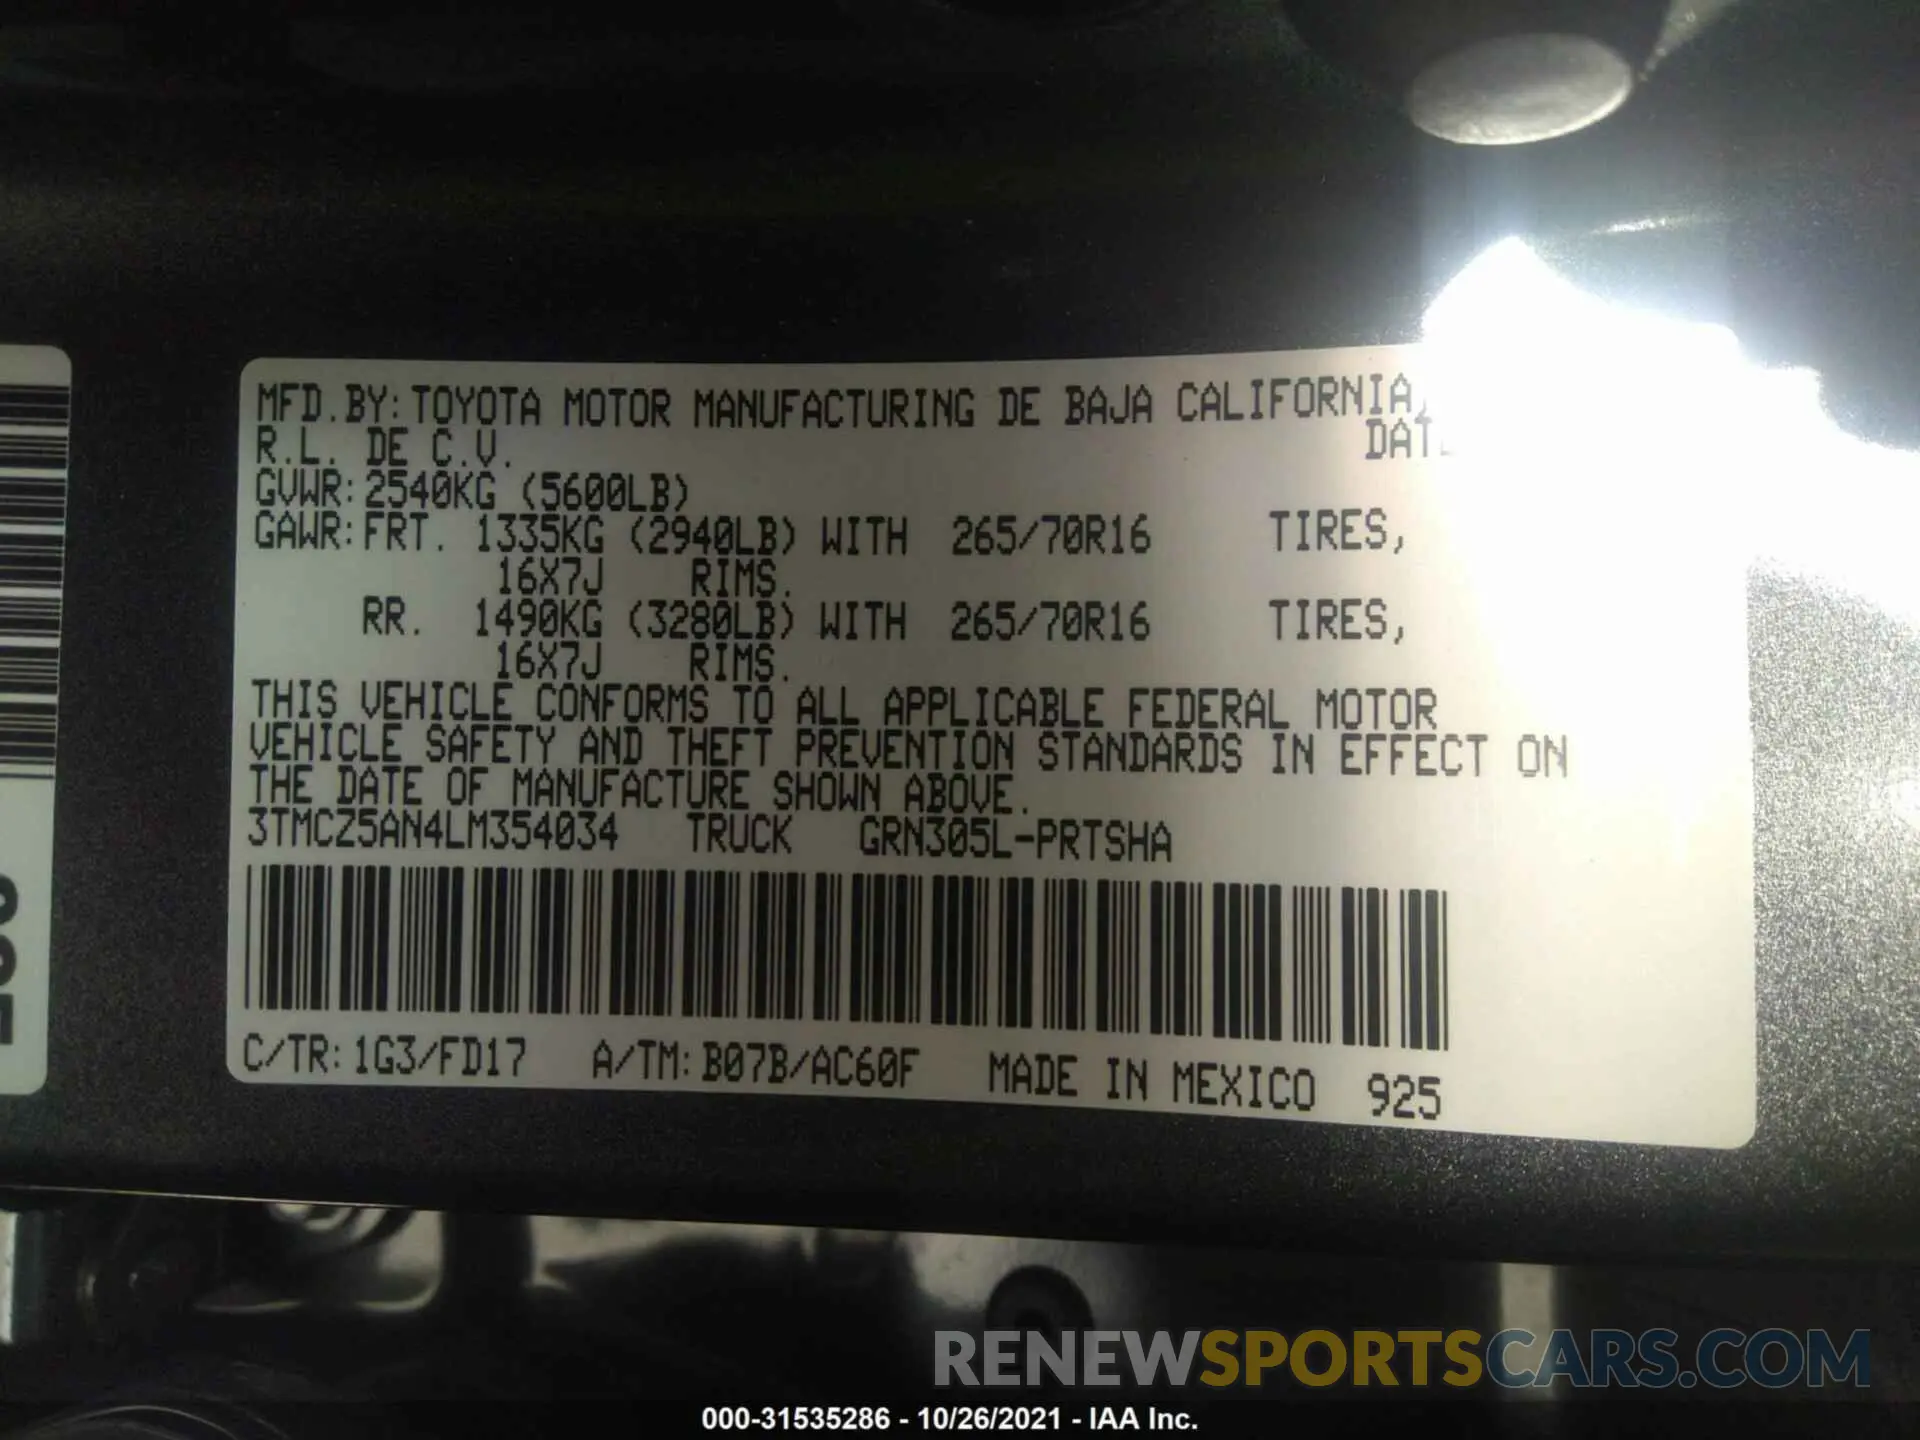 MFD.BY:TOYOTA MOTOR MANUFACTURING DE BAJA CALIFORNIA,
R.L. DE C.V.
GVWR:2540KG (5600LB)
GAWR:FRT. 1335KG (2940LB) WITH 265/70R16 TIRES,
16X7J RIMS.
RR. 1490KG (3280LB) WITH 265/70R16 TIRES,
16X7J RIMS.
THIS VEHICLE CONFORMS TO ALL APPLICABLE FEDERAL MOTOR
VEHICLE SAFETY AND THEFT PREVENTION STANDARDS IN EFFECT ON
THE DATE OF MANUFACTURE SHOWN ABOVE.
3TMCZ5AN4LM354034 TRUCK GRN305L-PRTSHA
C/TR:1G3/FD17 A/TM:B07B/AC60F MADE IN MEXICO 925
RENEWSPORTSCARS.COM
000-31535286 - 10/26/2021 - IAA Inc.